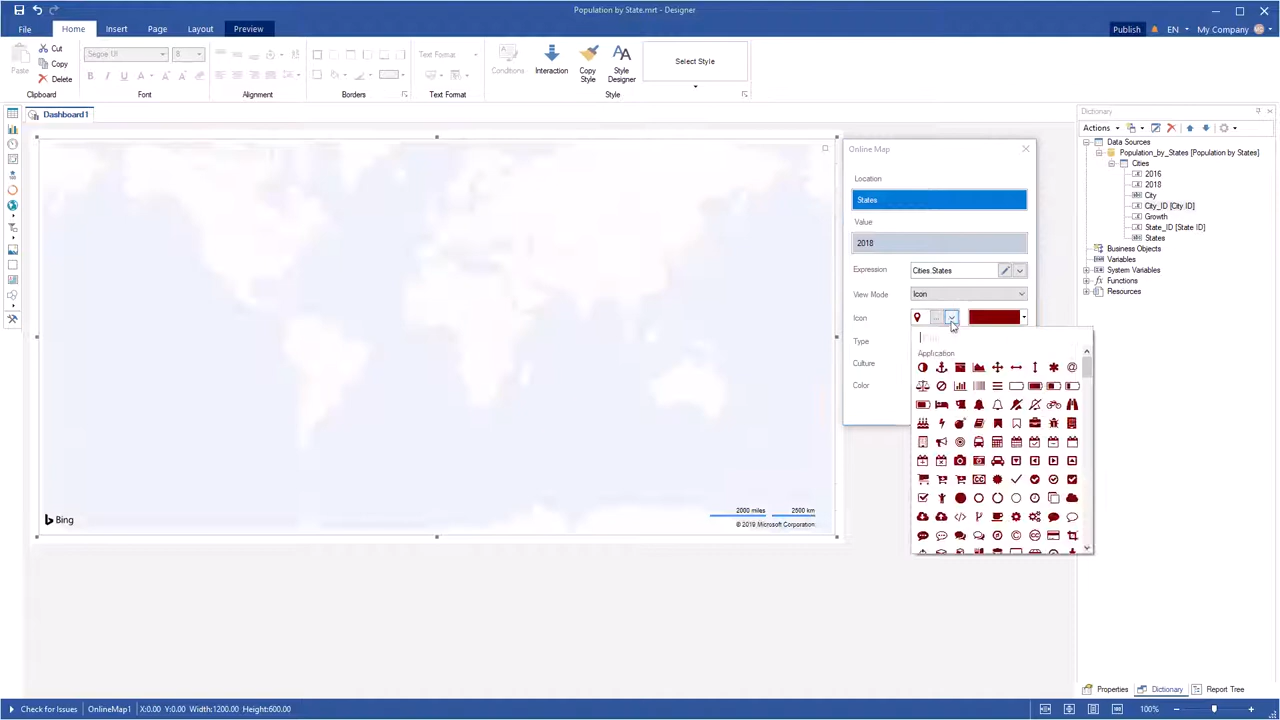 Population by State.mrt - Designer
File Home Insert Page Layout Preview
Publish EN My Company
Paste
Cut
Copy
Delete
Clipboard
Segoe UI 8
Font
Alignment
Borders
Text Format
Text Format
Conditions
Interaction
Copy Style
Style Designer
Select Style
Style
Dashboard1
Bing
2000 miles 2500 km
© 2019 Microsoft Corporation
Online Map
Location
States
Value
2018
Expression Cities.States
View Mode Icon
Icon
Type
Culture
Color
Application
Dictionary
Actions
Data Sources
Population_by_States [Population by States]
Cities
2016
2018
City
City_ID [City ID]
Growth
State_ID [State ID]
States
Business Objects
Variables
System Variables
Functions
Resources
Properties Dictionary Report Tree
Check for Issues OnlineMap1 X:0.00 Y:0.00 Width:1200.00 Height:600.00 100%